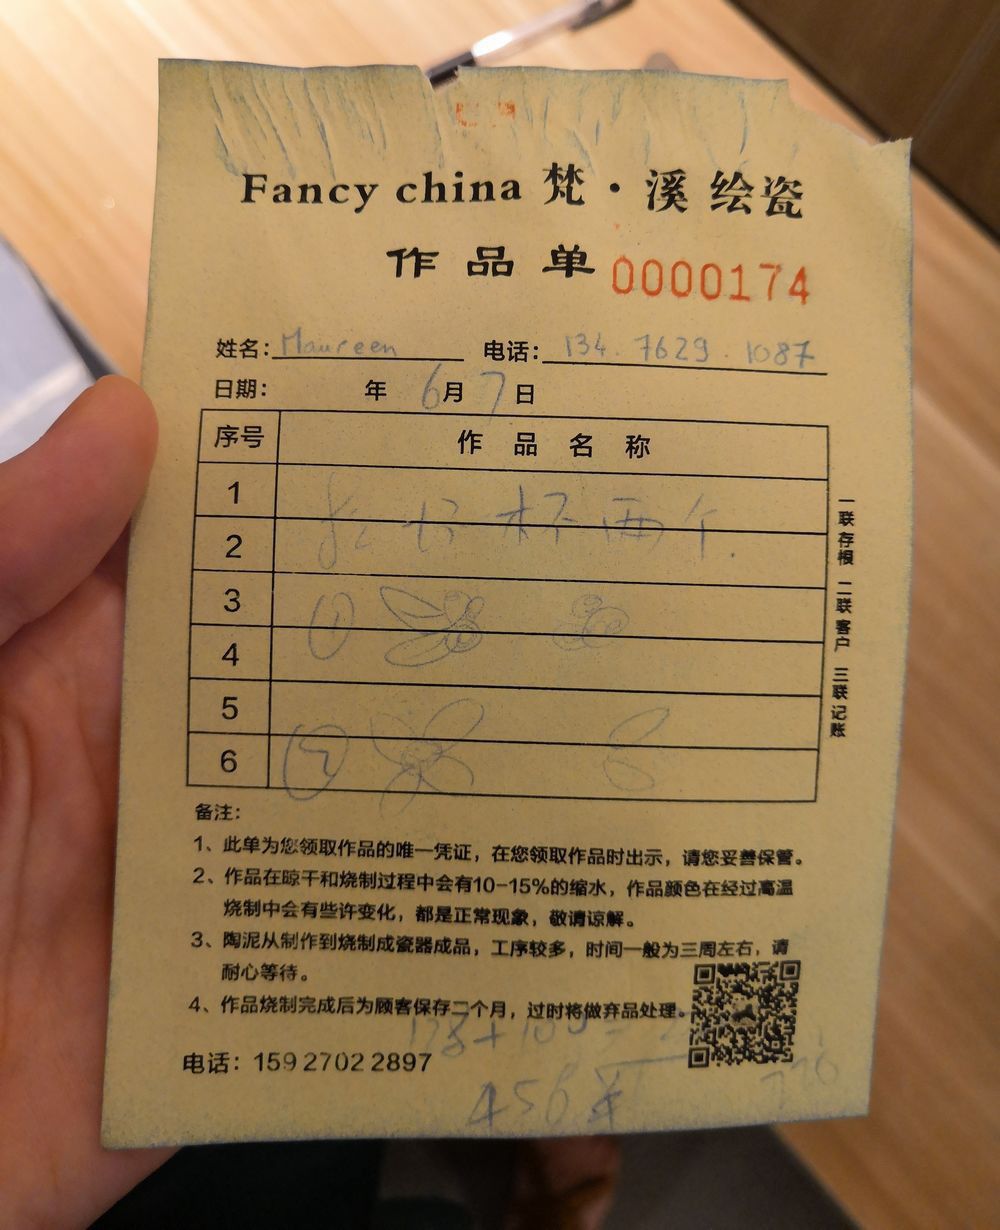 Fancy china 梵·溪绘瓷
作品单 0000174
姓名: Maureen 电话: 134.7629.1087
日期: 年 6月 7日
序号 作品名称
1
2
杯两个
3
① 
4
5
6
②
一联存根 二联客户 三联记账
备注:
1、此单为您领取作品的唯一凭证，在您领取作品时出示，请您妥善保管。
2、作品在晾干和烧制过程中会有10-15%的缩水，作品颜色在经过高温
烧制中会有些许变化，都是正常现象，敬请谅解。
3、陶泥从制作到烧制成瓷器成品，工序较多，时间一般为三周左右，请
耐心等待。
4、作品烧制完成后为顾客保存二个月，过时将做弃品处理。
电话: 15927022897
456